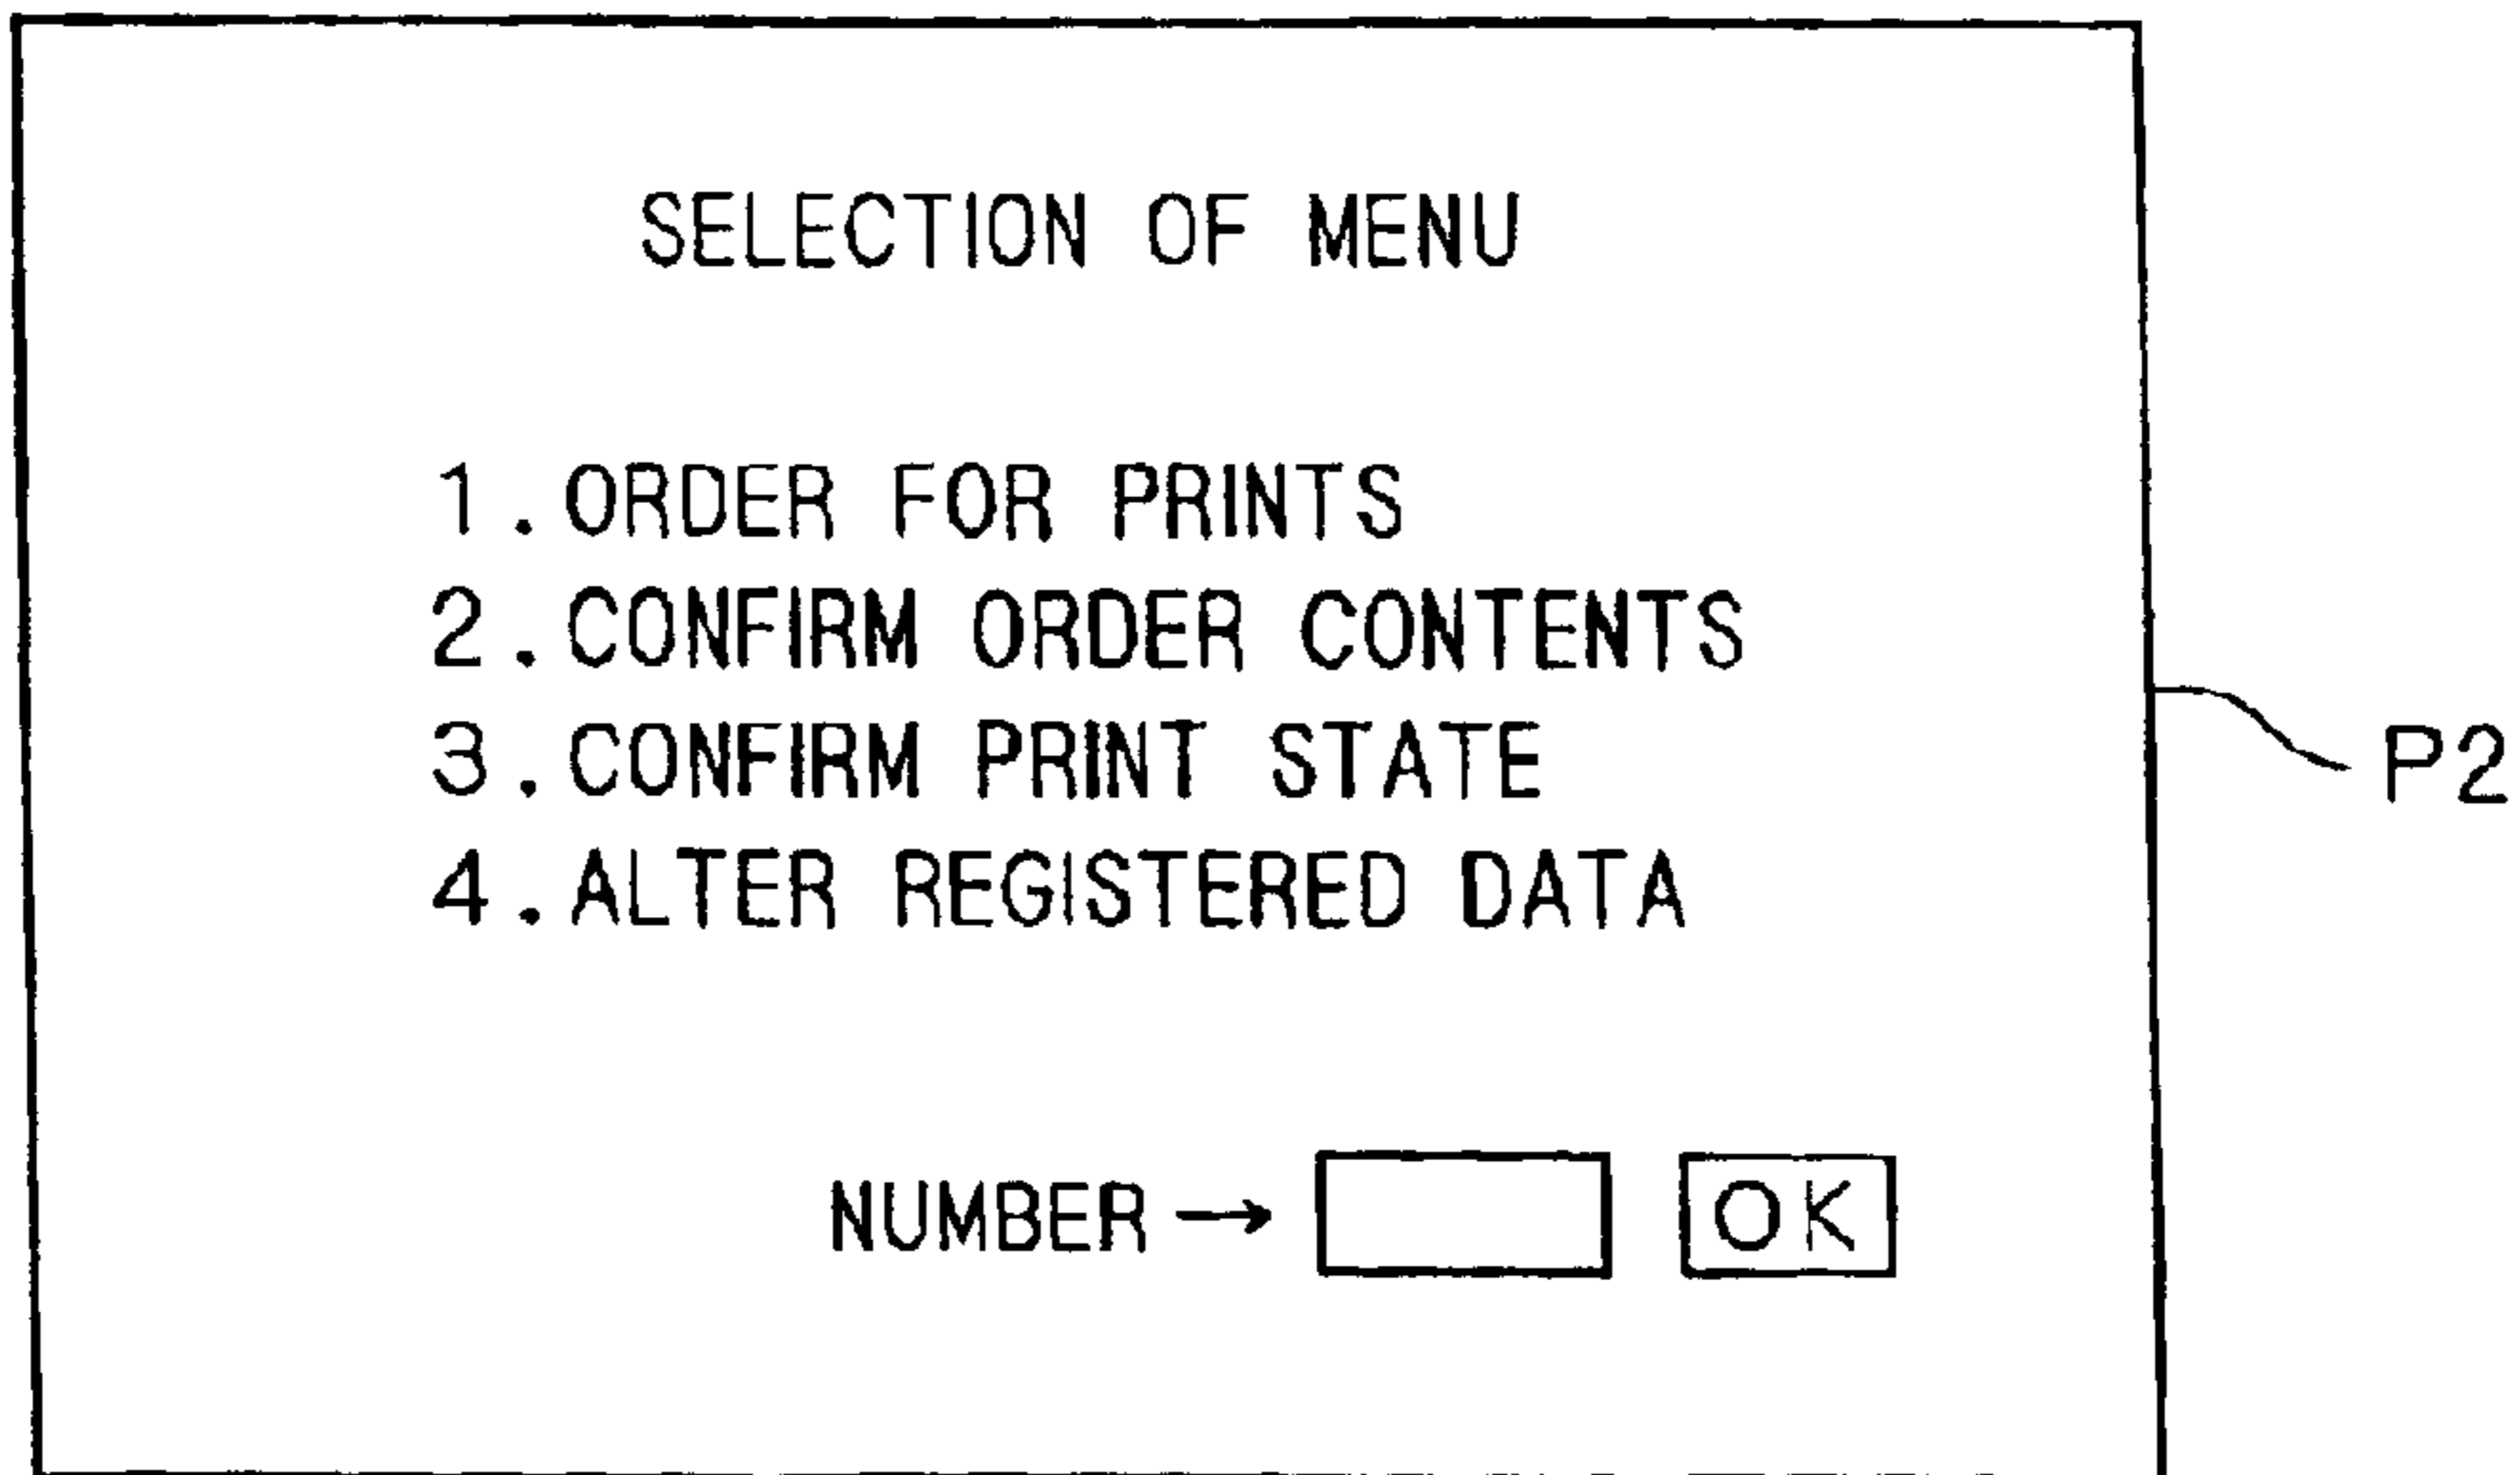 SELECTION OF MENU
1.ORDER FOR PRINTS
2.CONFIRM ORDER CONTENTS
3.CONFIRM PRINT STATE
4.ALTER REGISTERED DATA
P2
NUMBER→ OK